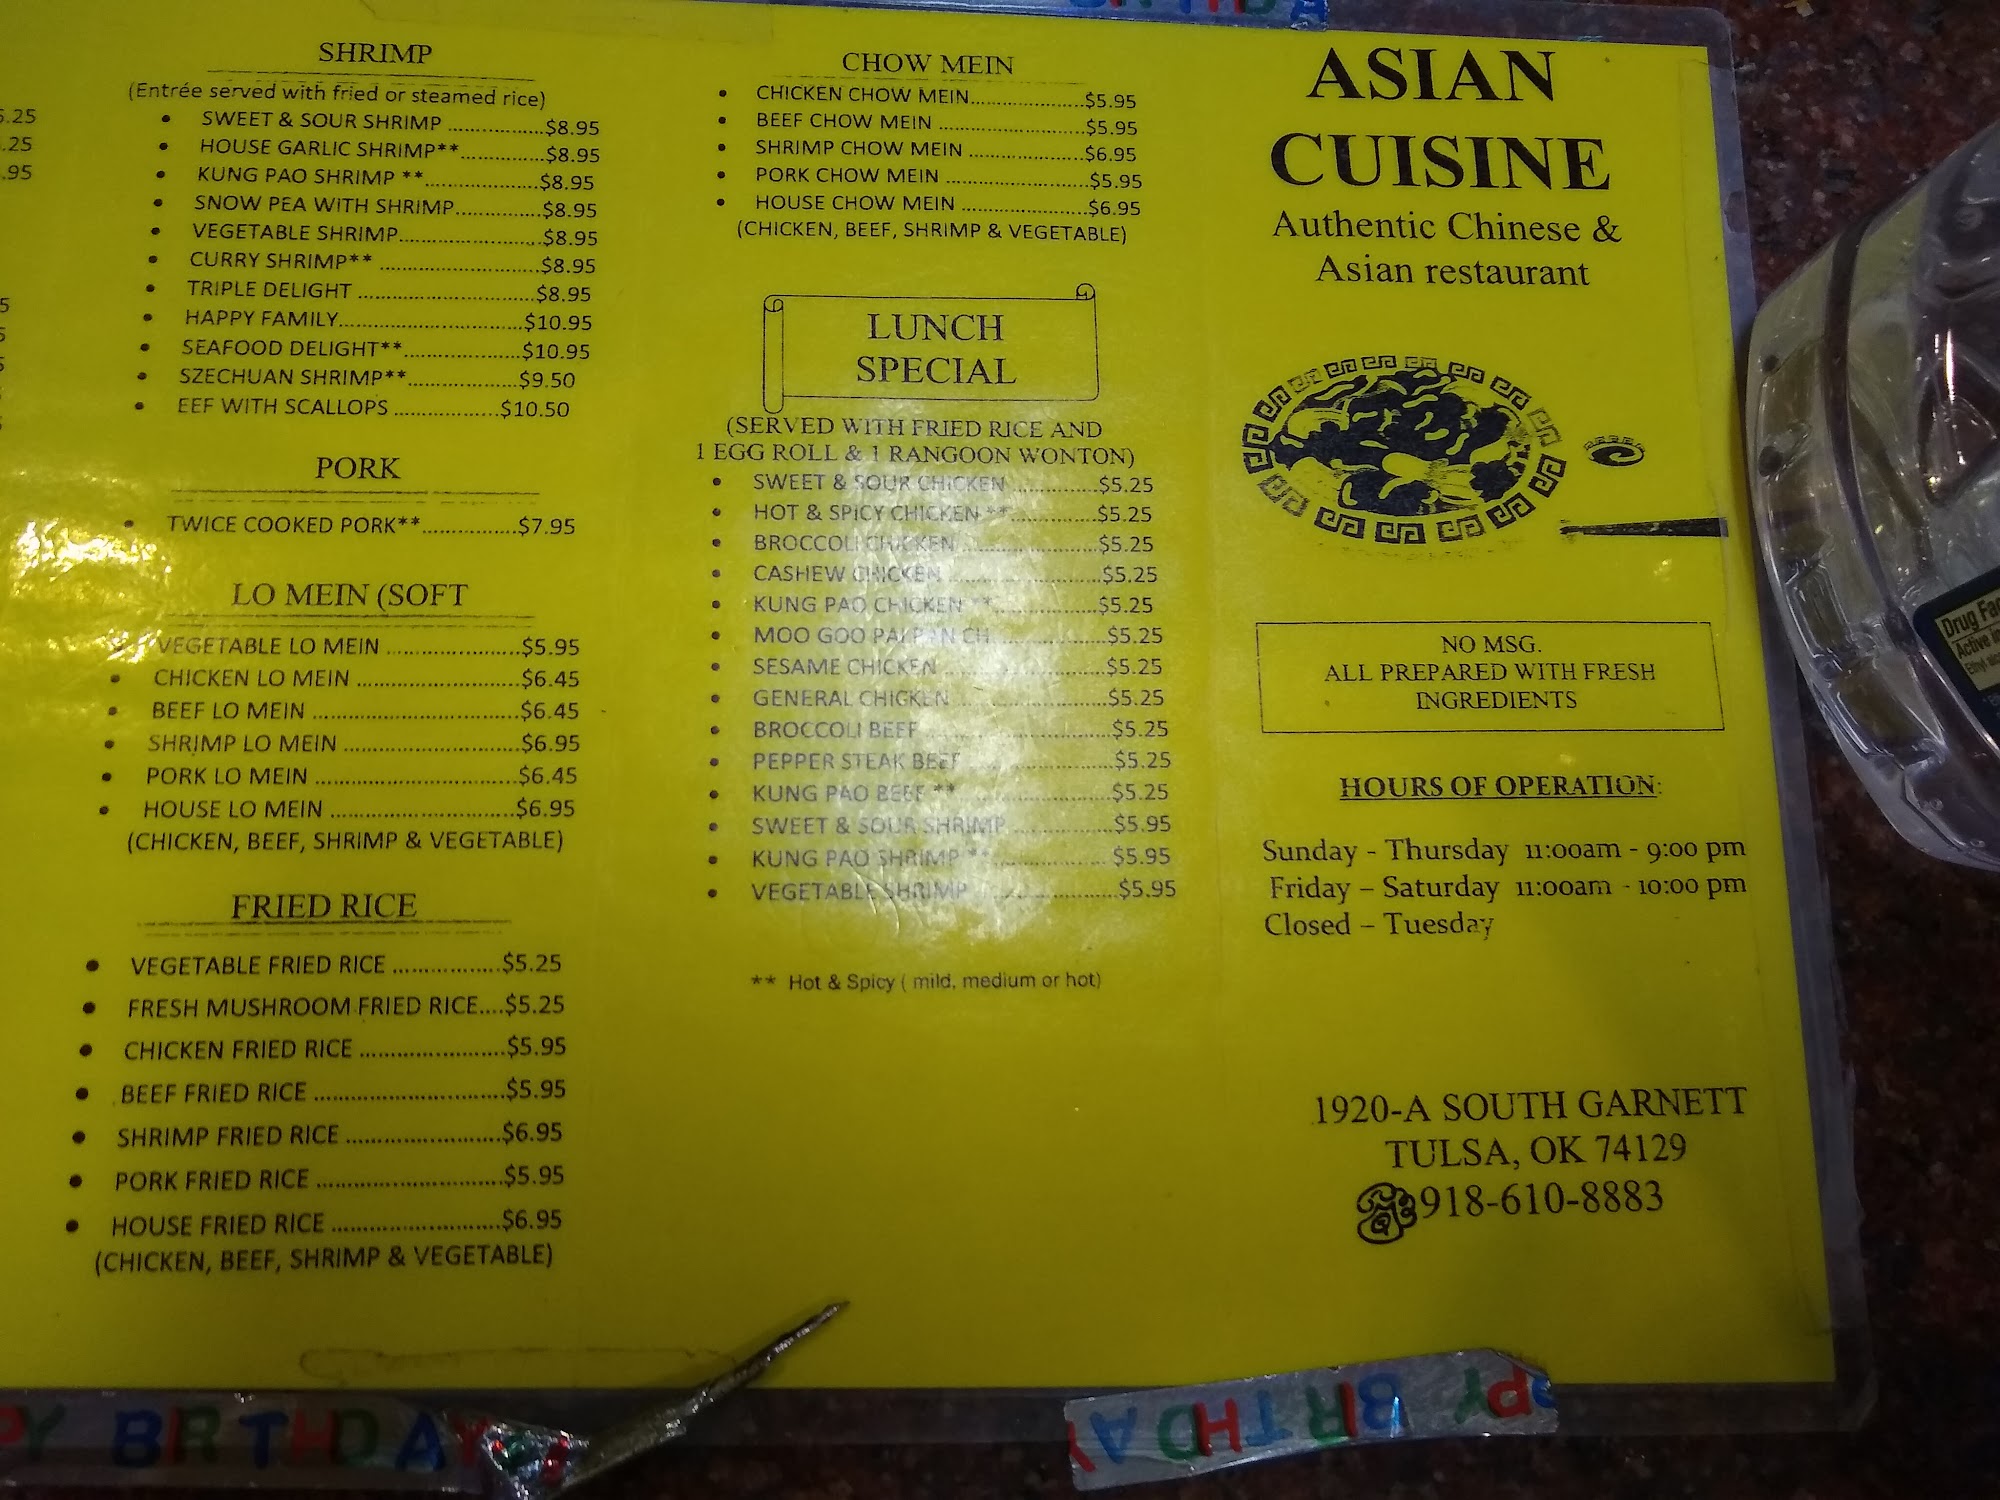 5.25
.25
.95
SHRIMP
(Entrée served with fried or steamed rice)
• SWEET & SOUR SHRIMP ..................$8.95
• HOUSE GARLIC SHRIMP**................$8.95
• KUNG PAO SHRIMP **.....................$8.95
• SNOW PEA WITH SHRIMP................$8.95
• VEGETABLE SHRIMP..........................$8.95
• CURRY SHRIMP** .............................$8.95
• TRIPLE DELIGHT ................................$8.95
• HAPPY FAMILY.................................$10.95
• SEAFOOD DELIGHT**......................$10.95
• SZECHUAN SHRIMP**.....................$9.50
• EEF WITH SCALLOPS ....................$10.50
PORK
• TWICE COOKED PORK**..................$7.95
LO MEIN (SOFT
• VEGETABLE LO MEIN .........................$5.95
• CHICKEN LO MEIN .............................$6.45
• BEEF LO MEIN ....................................$6.45
• SHRIMP LO MEIN ...............................$6.95
• PORK LO MEIN ...................................$6.45
• HOUSE LO MEIN ................................$6.95
(CHICKEN, BEEF, SHRIMP & VEGETABLE)
FRIED RICE
• VEGETABLE FRIED RICE ...................$5.25
• FRESH MUSHROOM FRIED RICE....$5.25
• CHICKEN FRIED RICE .........................$5.95
• BEEF FRIED RICE .................................$5.95
• SHRIMP FRIED RICE ...........................$6.95
• PORK FRIED RICE ................................$5.95
• HOUSE FRIED RICE .............................$6.95
(CHICKEN, BEEF, SHRIMP & VEGETABLE)
CHOW MEIN
• CHICKEN CHOW MEIN....................$5.95
• BEEF CHOW MEIN ..........................$5.95
• SHRIMP CHOW MEIN .....................$6.95
• PORK CHOW MEIN .........................$5.95
• HOUSE CHOW MEIN ......................$6.95
(CHICKEN, BEEF, SHRIMP & VEGETABLE)
LUNCH
SPECIAL
(SERVED WITH FRIED RICE AND
1 EGG ROLL & 1 RANGOON WONTON)
• SWEET & SOUR CHICKEN ...............$5.25
• HOT & SPICY CHICKEN **................$5.25
• BROCCOLI CHICKEN ........................$5.25
• CASHEW CHICKEN ...........................$5.25
• KUNG PAO CHICKEN **....................$5.25
• MOO GOO PAI PAN CH....................$5.25
• SESAME CHICKEN ............................$5.25
• GENERAL CHICKEN ..........................$5.25
• BROCCOLI BEEF ................................$5.25
• PEPPER STEAK BEEF .........................$5.25
• KUNG PAO BEEF **...........................$5.25
• SWEET & SOUR SHRIMP..................$5.95
• KUNG PAO SHRIMP **.....................$5.95
• VEGETABLE SHRIMP .........................$5.95
** Hot & Spicy ( mild, medium or hot)
ASIAN
CUISINE
Authentic Chinese &
Asian restaurant
NO MSG.
ALL PREPARED WITH FRESH
INGREDIENTS
HOURS OF OPERATION:
Sunday - Thursday 11:00am - 9:00 pm
Friday – Saturday 11:00am - 10:00 pm
Closed – Tuesday
1920-A SOUTH GARNETT
TULSA, OK 74129
918-610-8883
Drug Fac
Active in
PY BIRTHDAY
PPY BIRTHDAY